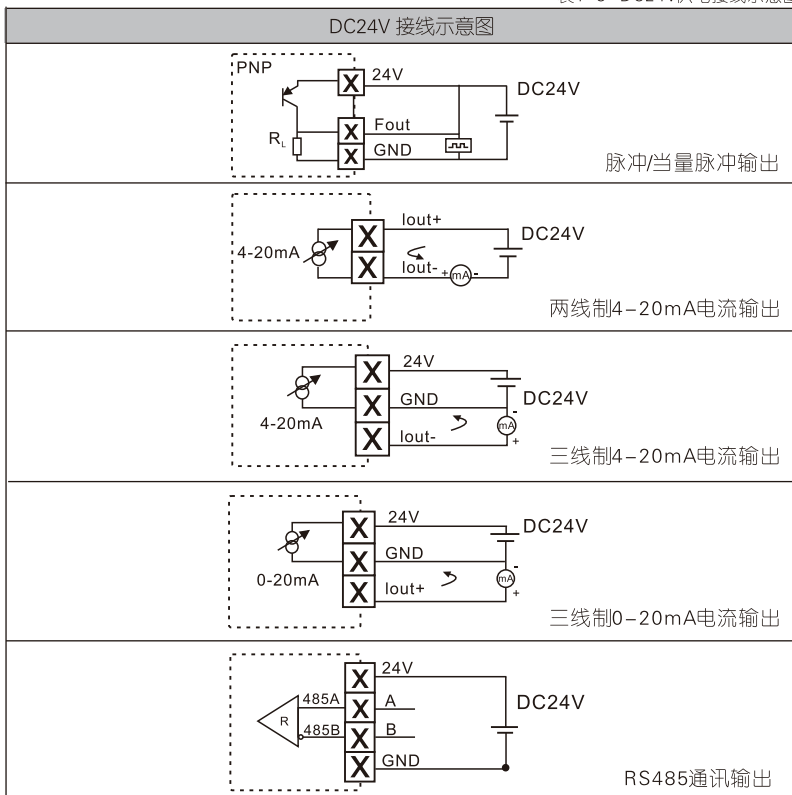 DC24V 接线示意图
PNP
24V
DC24V
Fout
RL
GND
脉冲/当量脉冲输出
Iout+
DC24V
4-20mA
Iout-
+ mA -
两线制4-20mA电流输出
24V
GND
DC24V
-
mA
+
4-20mA
Iout-
三线制4-20mA电流输出
24V
DC24V
GND
-
mA
+
0-20mA
Iout+
三线制0-20mA电流输出
24V
485A
A
DC24V
R
485B
B
GND
RS485通讯输出